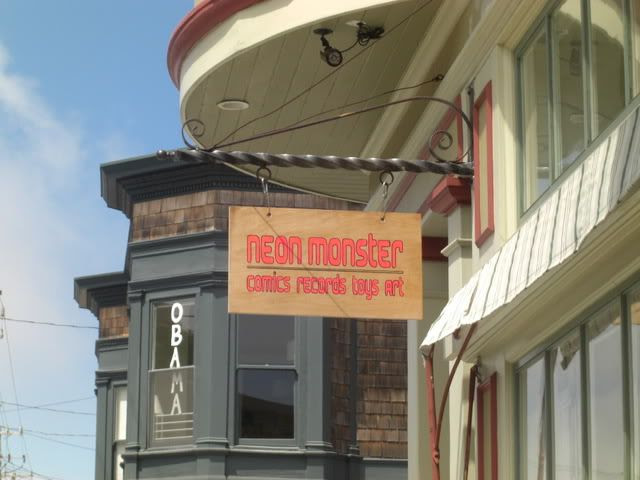 neon monster
comics records toys art
OBAMA